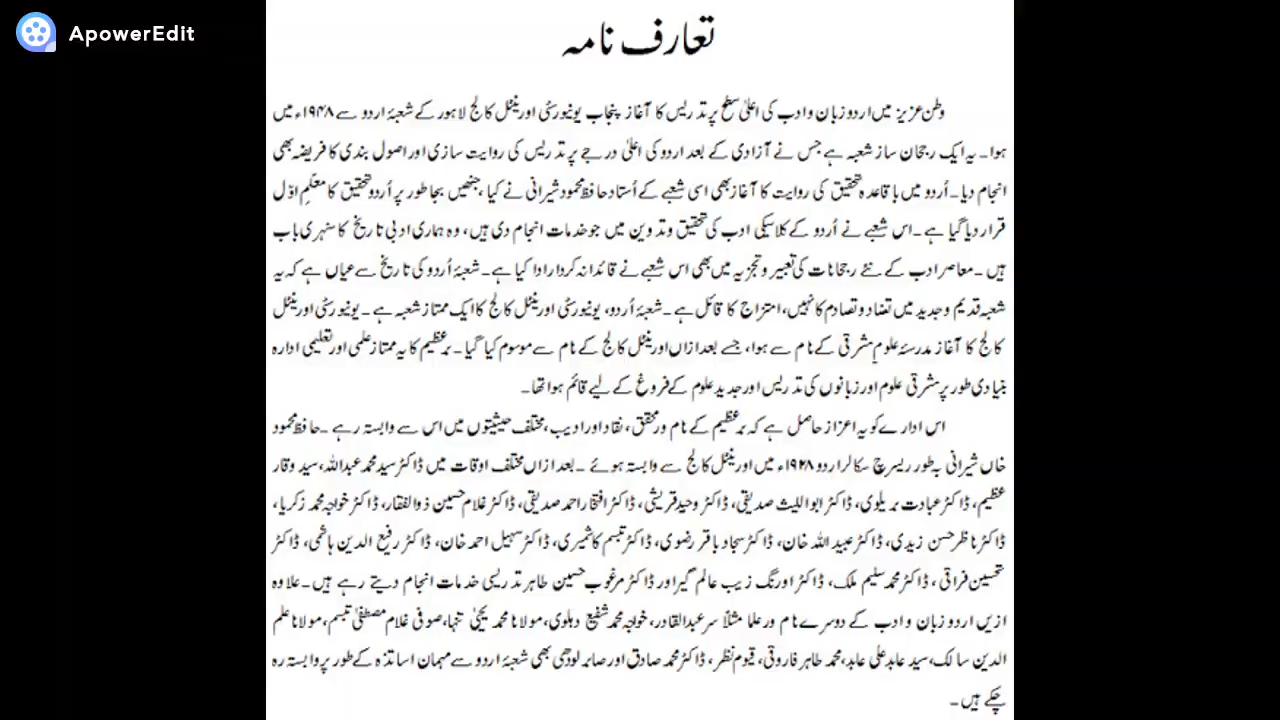 ApowerEdit
تعارف نامہ
وطن عزیز میں اردو زبان و ادب کی اعلیٰ سطح پر تدریس کا آغاز پنجاب یونیورسٹی اورینٹل کالج لاہور کے شعبۂ اردو سے ۱۹۴۸ء میں
ہوا۔ یہ ایک رجحان ساز شعبہ ہے جس نے آزادی کے بعد اردو کی اعلیٰ درجے پر تدریس کی روایت سازی اور اصول بندی کا فریضہ بھی
انجام دیا۔ اُردو میں باقاعدہ تحقیق کی روایت کا آغاز بھی اسی شعبے کے اُستاد حافظ محمود شیرانی نے کیا، جنھیں بجا طور پر اُردو تحقیق کا معلّمِ اوّل
قرار دیا گیا ہے۔ اس شعبے نے اُردو کے کلاسیکی ادب کی تحقیق و تدوین میں جو خدمات انجام دی ہیں، وہ ہماری ادبی تاریخ کا سنہری باب
ہیں۔ معاصر ادب کے نئے رجحانات کی تعبیر و تجزیہ میں بھی اس شعبے نے قائدانہ کردار ادا کیا ہے۔ شعبۂ اُردو کی تاریخ سے عیاں ہے کہ یہ
شعبہ قدیم و جدید میں تضاد و تصادم کا نہیں، امتزاج کا قائل ہے۔ شعبۂ اُردو، یونیورسٹی اورینٹل کالج کا ایک ممتاز شعبہ ہے۔ یونیورسٹی اورینٹل
کالج کا آغاز مدرسۂ علومِ مشرقی کے نام سے ہوا، جسے بعد ازاں اورینٹل کالج کے نام سے موسوم کیا گیا۔ برعظیم کا یہ ممتاز علمی اور تعلیمی ادارہ
بنیادی طور پر مشرقی علوم اور زبانوں کی تدریس اور جدید علوم کے فروغ کے لیے قائم ہوا تھا۔
اس ادارے کو یہ اعزاز حاصل ہے کہ برعظیم کے نام ور محقق، نقاد اور ادیب، مختلف حیثیتوں میں اس سے وابستہ رہے۔ حافظ محمود
خاں شیرانی بہ طور ریسرچ سکالر اردو ۱۹۲۸ء میں اورینٹل کالج سے وابستہ ہوئے۔ بعد ازاں مختلف اوقات میں ڈاکٹر سید محمد عبداللہ، سید وقار
عظیم، ڈاکٹر عبادت بریلوی، ڈاکٹر ابواللیث صدیقی، ڈاکٹر وحید قریشی، ڈاکٹر افتخار احمد صدیقی، ڈاکٹر غلام حسین ذوالفقار، ڈاکٹر خواجہ محمد زکریا،
ڈاکٹر ناظر حسن زیدی، ڈاکٹر عبید اللہ خان، ڈاکٹر سجاد باقر رضوی، ڈاکٹر تبسم کاشمیری، ڈاکٹر سہیل احمد خان، ڈاکٹر رفیع الدین ہاشمی، ڈاکٹر
تحسین فراقی، ڈاکٹر محمد سلیم ملک، ڈاکٹر اورنگ زیب عالم گیر اور ڈاکٹر مرغوب حسین طاہر تدریسی خدمات انجام دیتے رہے ہیں۔ علاوہ
ازیں اردو زبان و ادب کے دوسرے نام ور علما مثلاً سر عبدالقادر، خواجہ محمد شفیع دہلوی، مولانا محمد یحییٰ تنہا، صوفی غلام مصطفیٰ تبسم، مولانا علم
الدین سالک، سید عابد علی عابد، محمد طاہر فاروقی، قیوم نظر، ڈاکٹر محمد صادق اور صابر لودھی بھی شعبۂ اردو سے مہمان اساتذہ کے طور پر وابستہ رہ
چکے ہیں۔